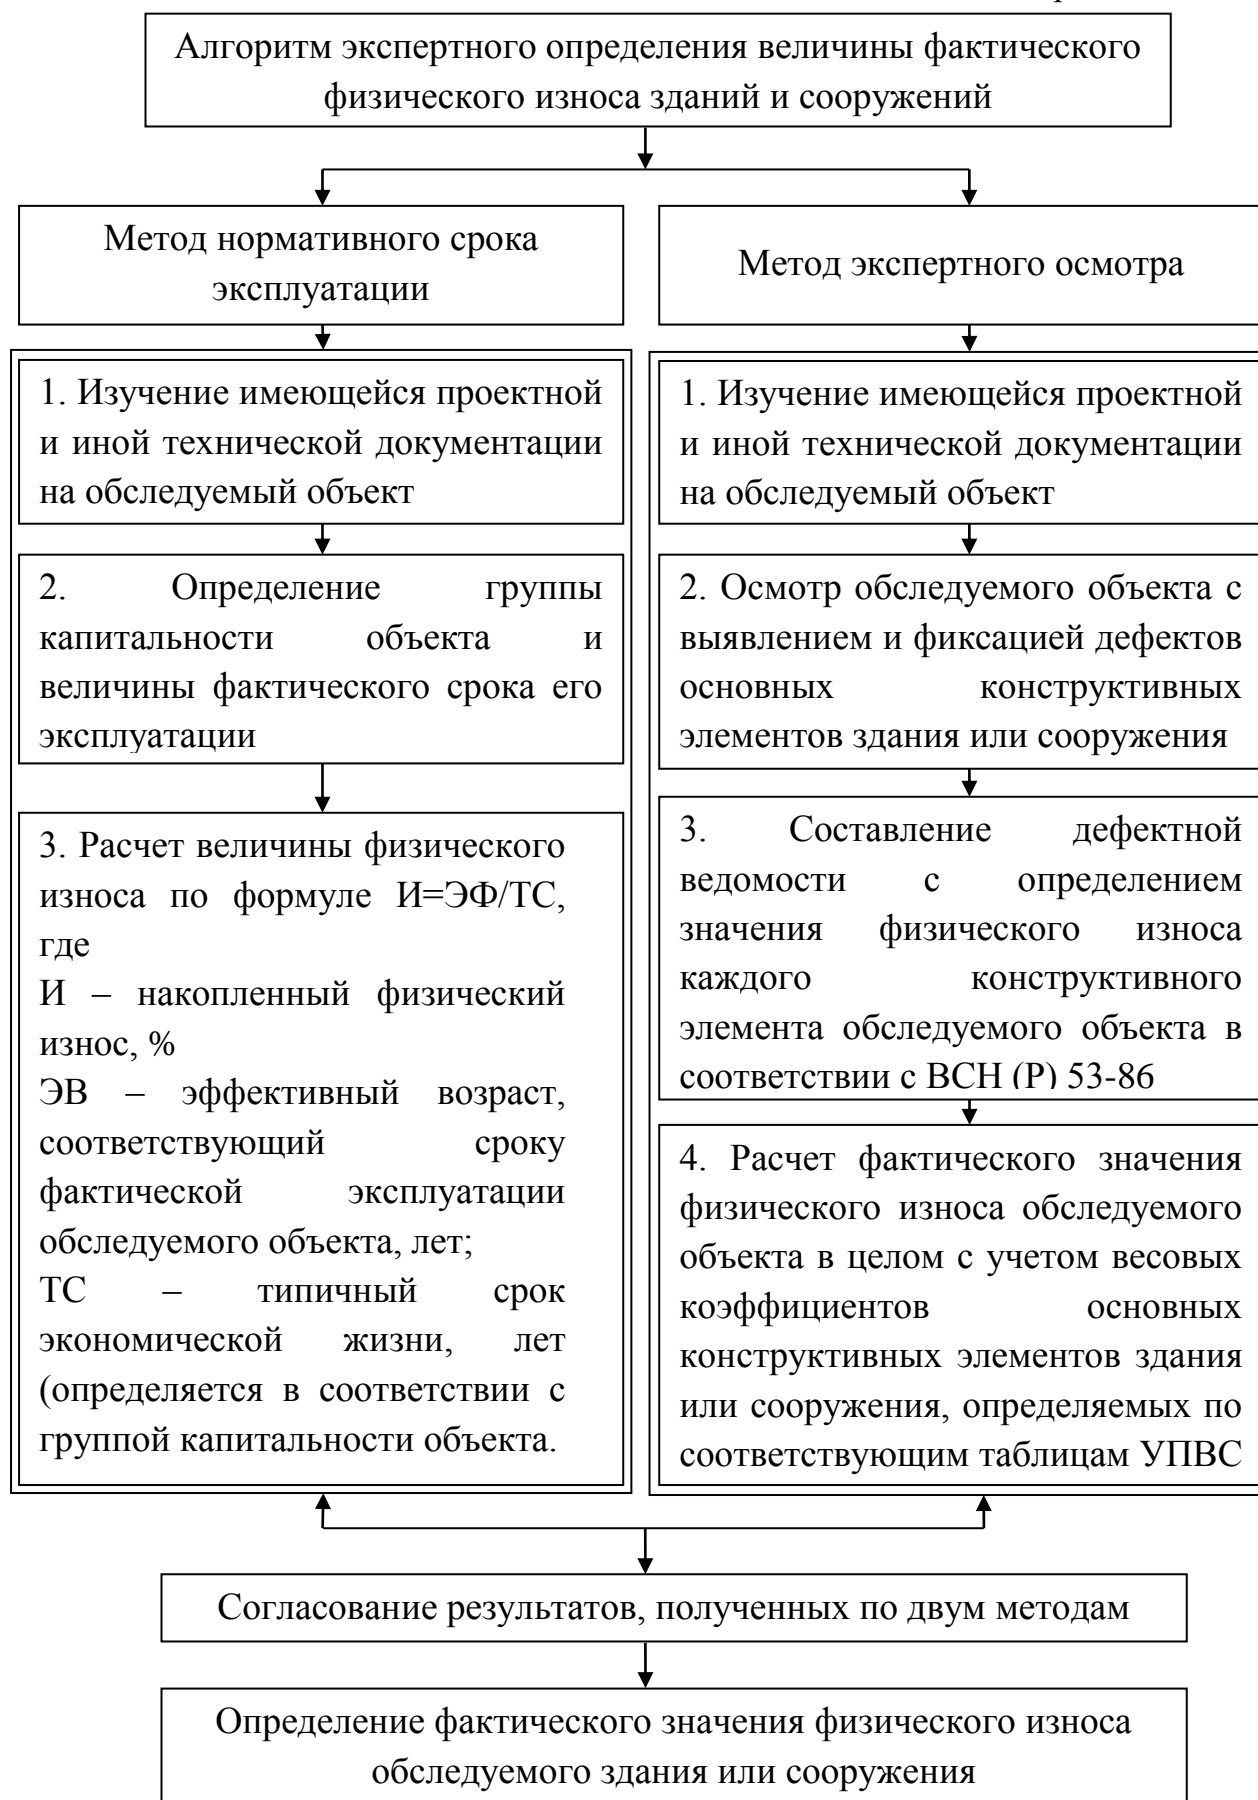 Алгоритм экспертного определения величины фактического
физического износа зданий и сооружений
Метод нормативного срока
эксплуатации
1. Изучение имеющейся проектной
и иной технической документации
на обследуемый объект
2. Определение группы
капитальности объекта и
величины фактического срока его
эксплуатации
3. Расчет величины физического
износа по формуле И=ЭФ/ТС,
где
И – накопленный физический
износ, %
ЭВ – эффективный возраст,
соответствующий сроку
фактической эксплуатации
обследуемого объекта, лет;
ТС – типичный срок
экономической жизни, лет
(определяется в соответствии с
группой капитальности объекта.
Метод экспертного осмотра
1. Изучение имеющейся проектной
и иной технической документации
на обследуемый объект
2. Осмотр обследуемого объекта с
выявлением и фиксацией дефектов
основных конструктивных
элементов здания или сооружения
3. Составление дефектной
ведомости с определением
значения физического износа
каждого конструктивного
элемента обследуемого объекта в
соответствии с ВСН (Р) 53-86
4. Расчет фактического значения
физического износа обследуемого
объекта в целом с учетом весовых
коэффициентов основных
конструктивных элементов здания
или сооружения, определяемых по
соответствующим таблицам УПВС
Согласование результатов, полученных по двум методам
Определение фактического значения физического износа
обследуемого здания или сооружения